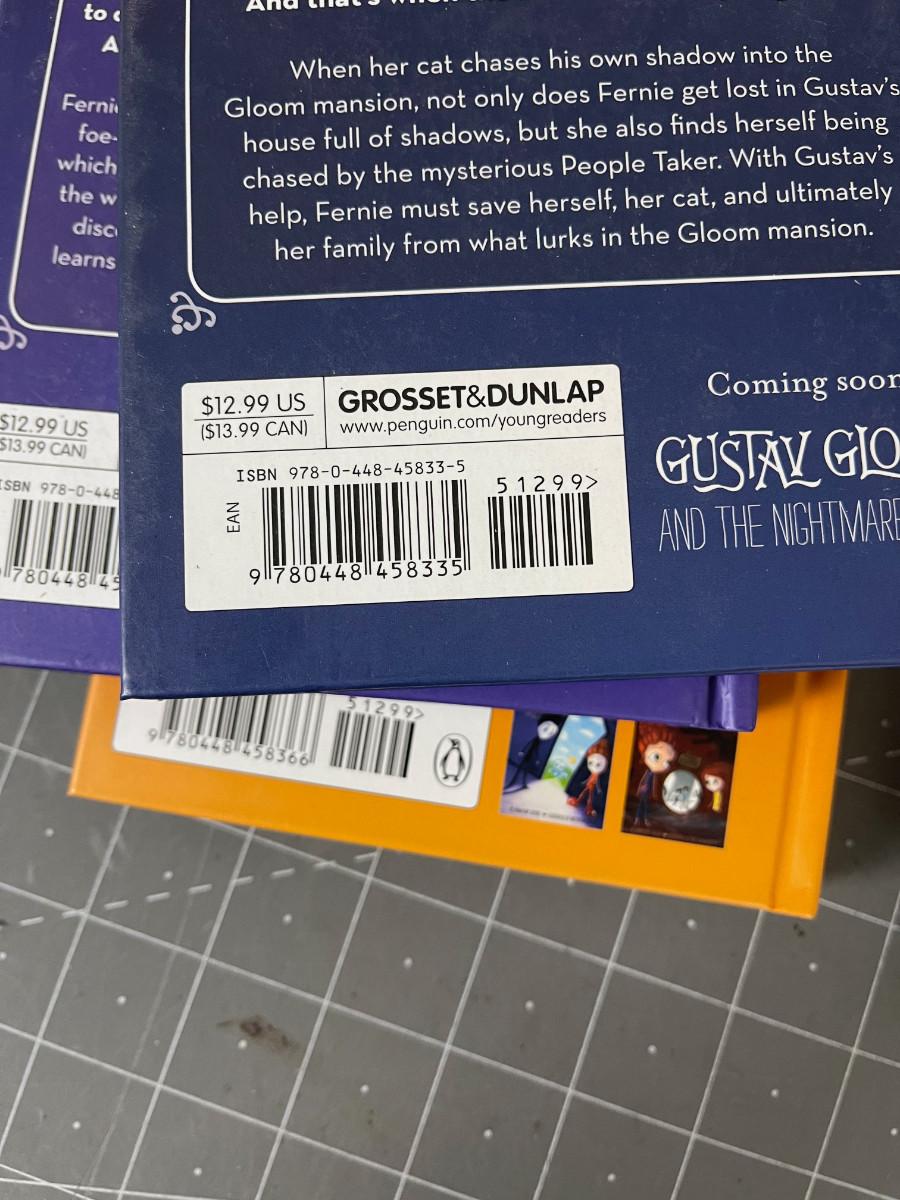 And that's when
When her cat chases his own shadow into the
Gloom mansion, not only does Fernie get lost in Gustav's
house full of shadows, but she also finds herself being
chased by the mysterious People Taker. With Gustav's
help, Fernie must save herself, her cat, and ultimately
her family from what lurks in the Gloom mansion.
$12.99 US
($13.99 CAN)
GROSSET&DUNLAP
www.penguin.com/youngreaders
ISBN 978-0-448-45833-5
51299>
EAN
9 780448 458335
Coming soon
GUSTAV GLO
AND THE NIGHTMARE
to
A
Ferni
foe-
which
the w
disc
learns
$12.99 US
$13.99 CAN)
ISBN 978-0-448
780448 45
51299>
9 780448 458366